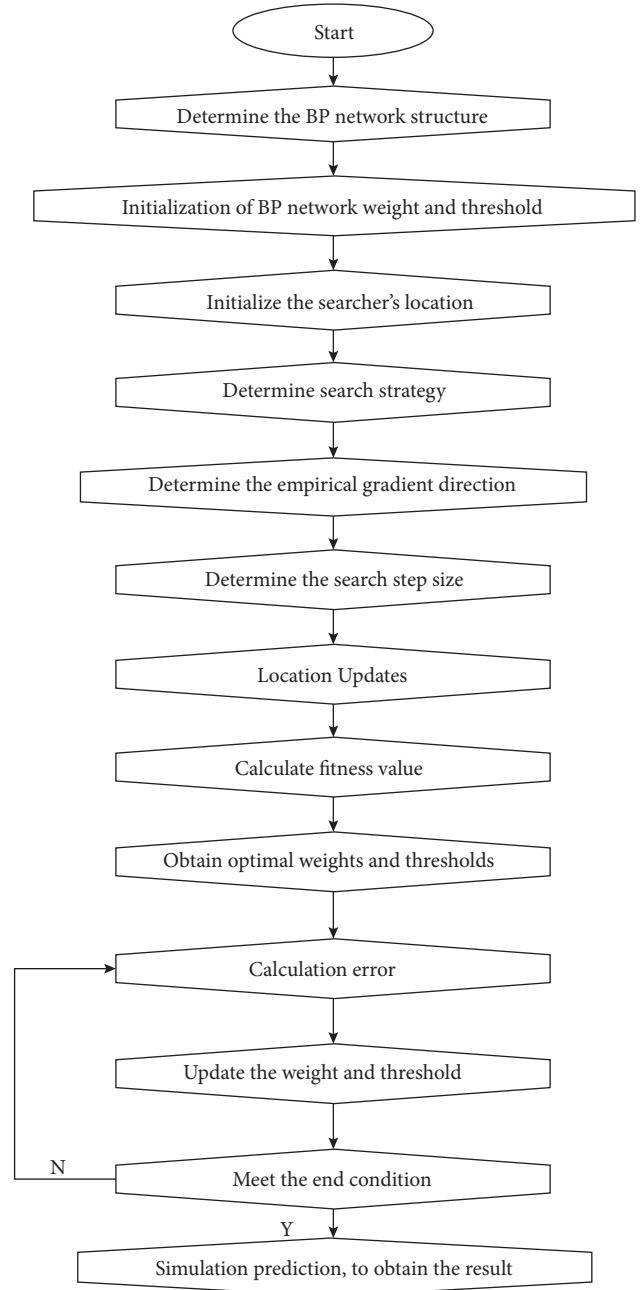 Start
Determine the BP network structure
Initialization of BP network weight and threshold
Initialize the searcher's location
Determine search strategy
Determine the empirical gradient direction
Determine the search step size
Location Updates
Calculate fitness value
Obtain optimal weights and thresholds
Calculation error
Update the weight and threshold
N
Meet the end condition
Y
Simulation prediction, to obtain the result